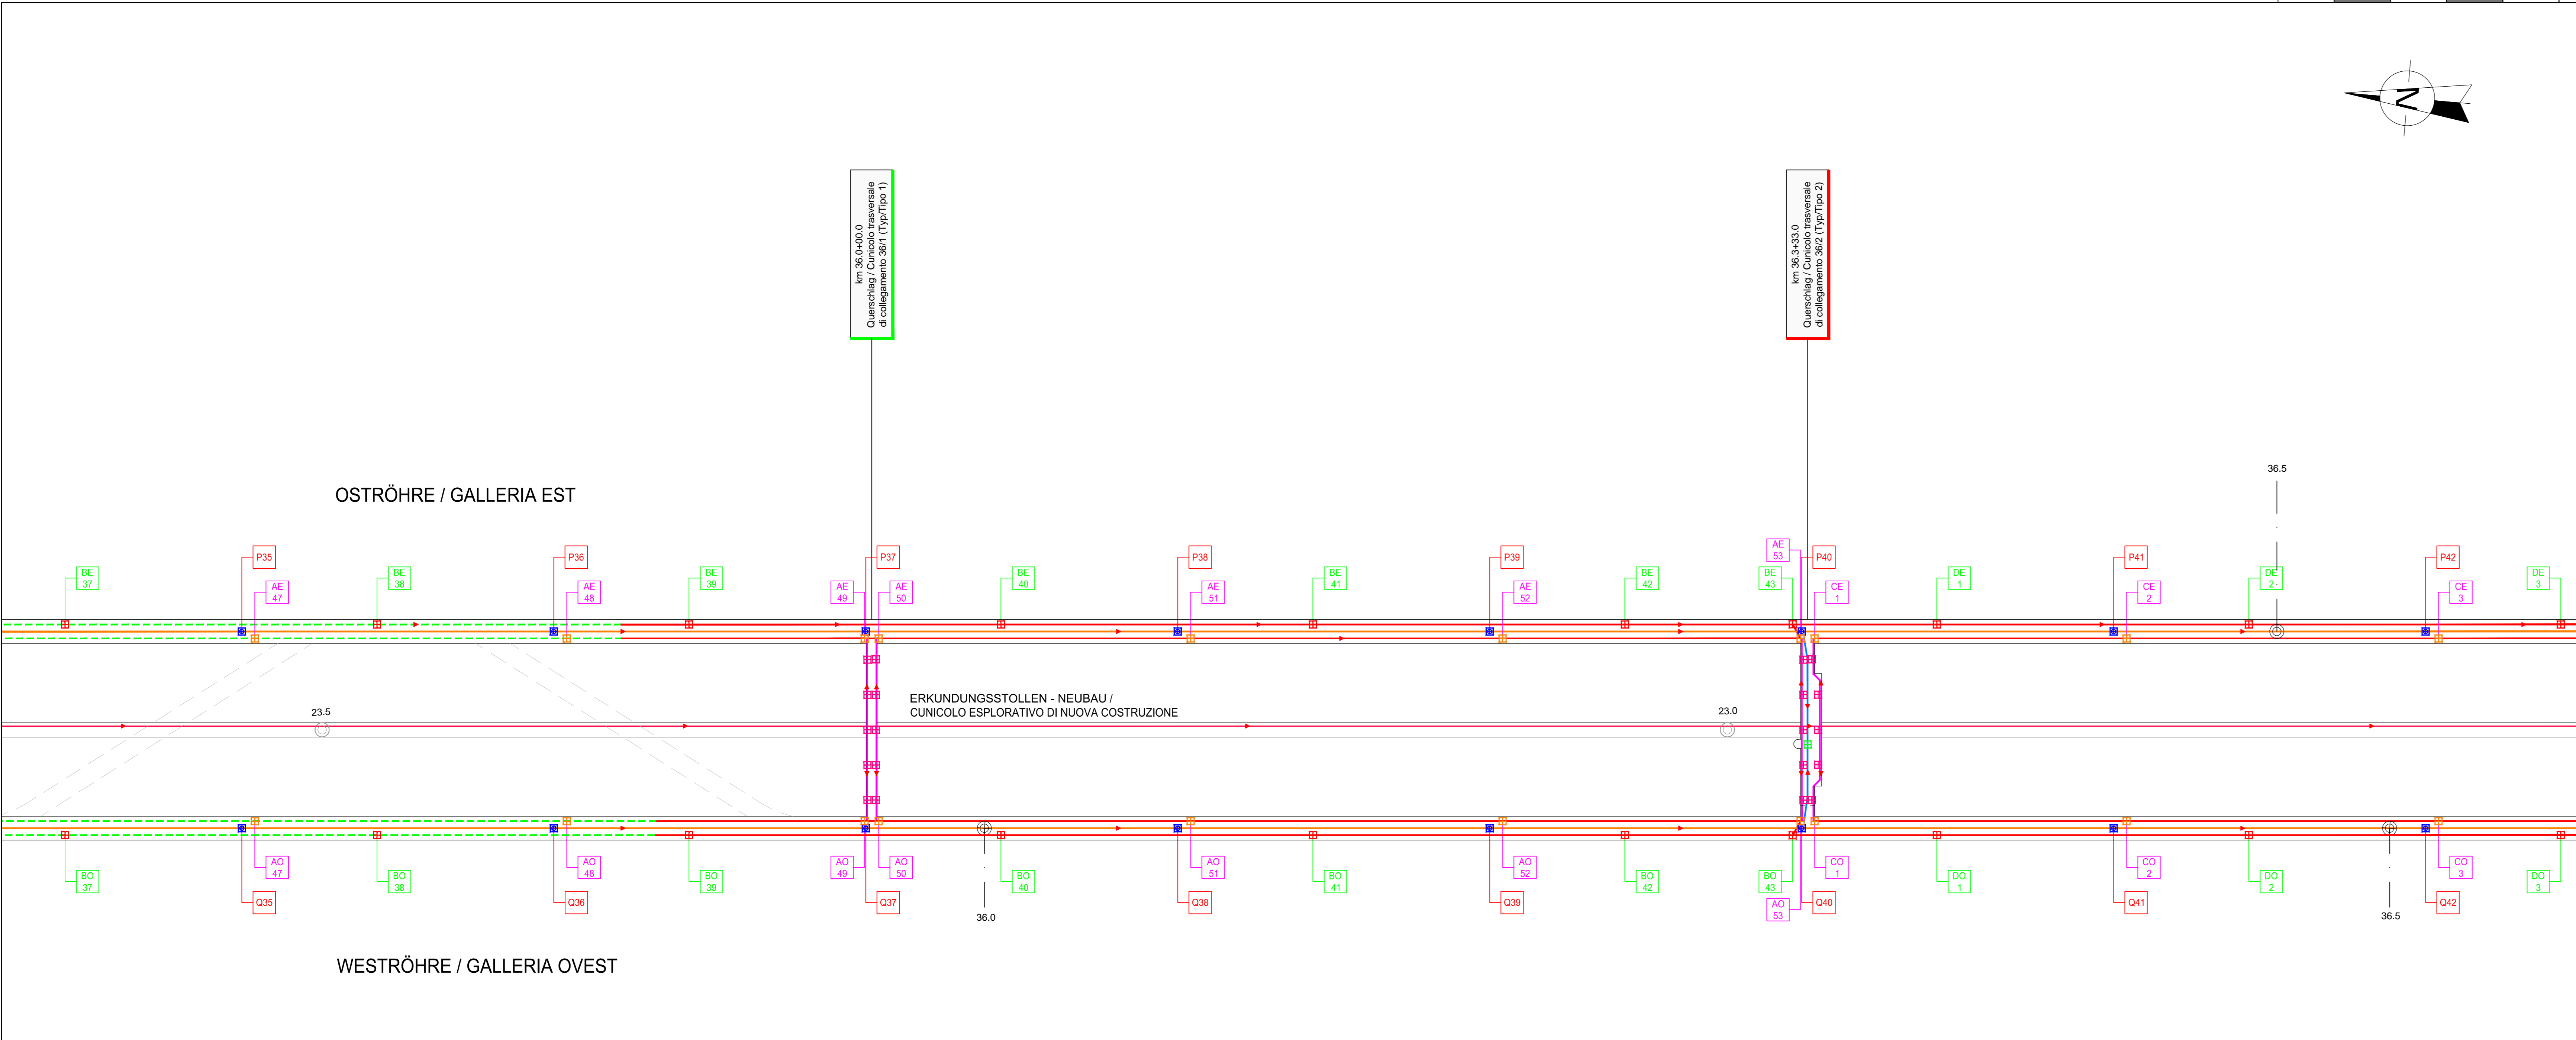 N
km 36.0+00.0
Querschlag / Cunicolo trasversale
di collegamento 36/1 (Typ/Tipo 1)
km 36.3+33.0
Querschlag / Cunicolo trasversale
di collegamento 36/2 (Typ/Tipo 2)
36.5
OSTRÖHRE / GALLERIA EST
AE
53
P35
P36
P37
P38
P39
P40
P41
P42
BE
37
BE
38
BE
39
BE
40
BE
41
BE
42
BE
43
DE
1
DE
2
DE
3
AE
47
AE
48
AE
49
AE
50
AE
51
AE
52
CE
1
CE
2
CE
3
ERKUNDUNGSSTOLLEN - NEUBAU /
CUNICOLO ESPLORATIVO DI NUOVA COSTRUZIONE
23.5
23.0
AO
47
AO
48
AO
49
AO
50
AO
51
AO
52
CO
1
CO
2
CO
3
BO
37
BO
38
BO
39
BO
40
BO
41
BO
42
BO
43
DO
1
DO
2
DO
3
Q35
Q36
Q37
Q38
Q39
Q40
Q41
Q42
AO
53
36.0
36.5
WESTRÖHRE / GALLERIA OVEST